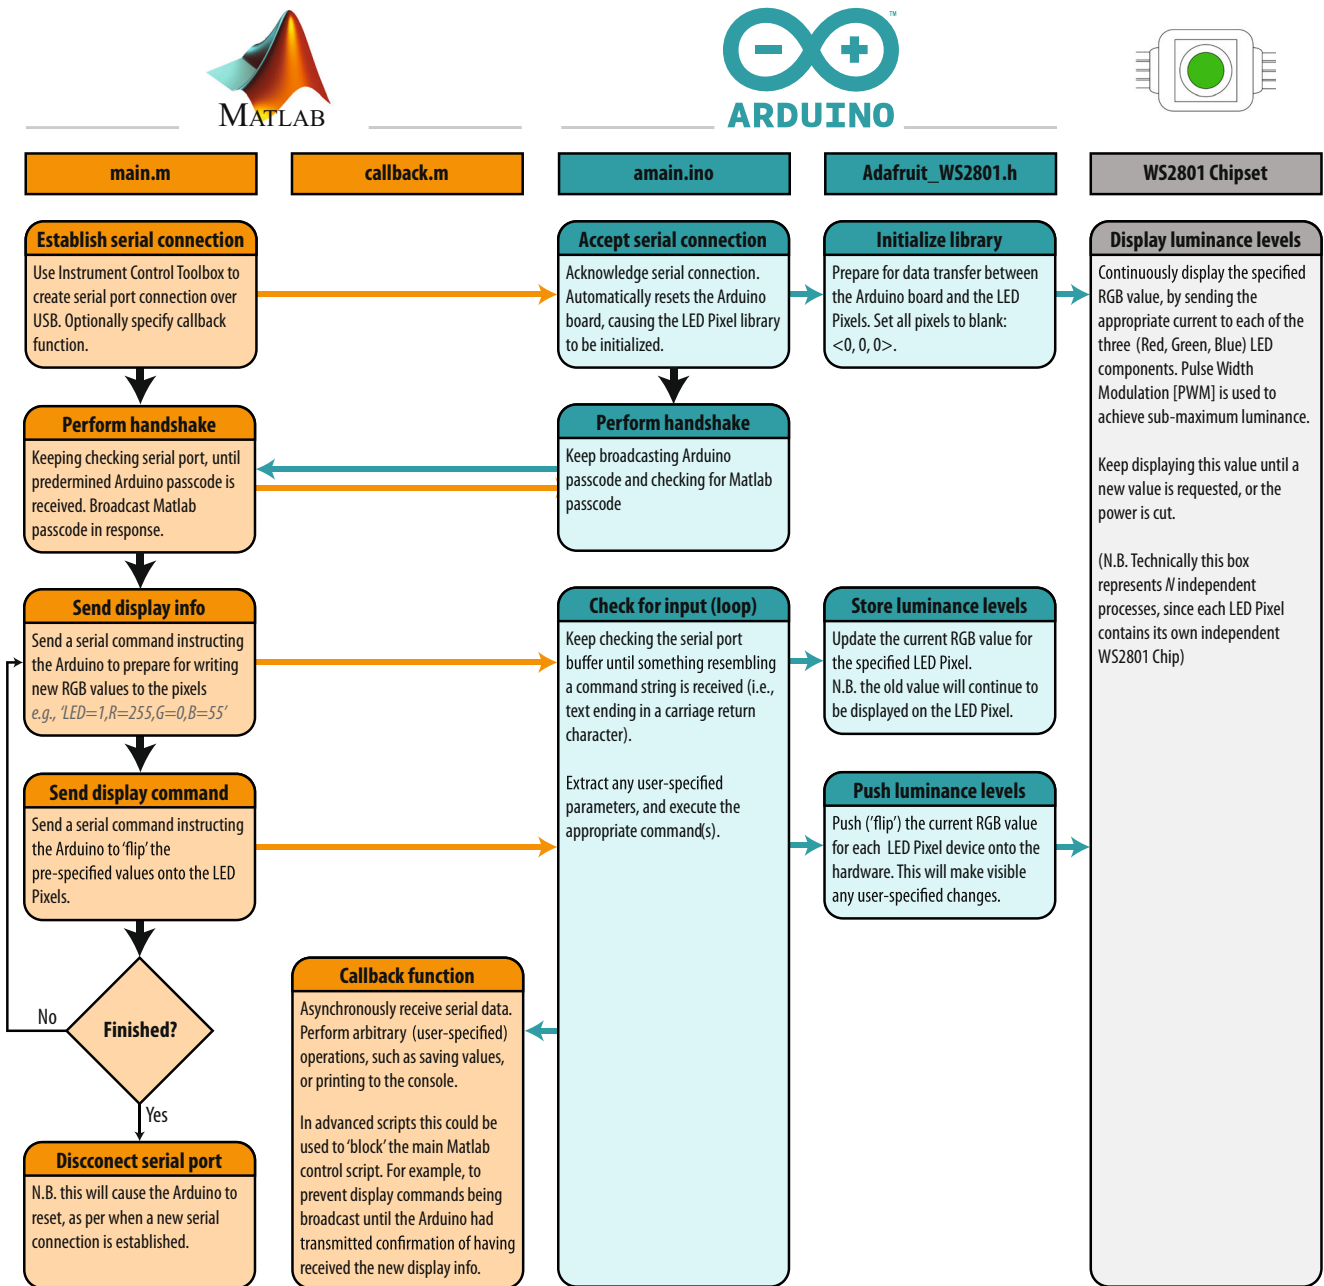 MATLAB
ARDUINO
TM
main.m
callback.m
amain.ino
Adafruit_WS2801.h
WS2801 Chipset
Establish serial connection
Use Instrument Control Toolbox to
create serial port connection over
USB. Optionally specify callback
function.
Accept serial connection
Acknowledge serial connection.
Automatically resets the Arduino
board, causing the LED Pixel library
to be initialized.
Initialize library
Prepare for data transfer between
the Arduino board and the LED
Pixels. Set all pixels to blank:
<0, 0, 0>.
Display luminance levels
Continuously display the specified
RGB value, by sending the
appropriate current to each of the
three (Red, Green, Blue) LED
components. Pulse Width
Modulation [PWM] is used to
achieve sub-maximum luminance.
Keep displaying this value until a
new value is requested, or the
power is cut.
(N.B. Technically this box
represents N independent
processes, since each LED Pixel
contains its own independent
WS2801 Chip)
Perform handshake
Keeping checking serial port, until
predermined Arduino passcode is
received. Broadcast Matlab
passcode in response.
Perform handshake
Keep broadcasting Arduino
passcode and checking for Matlab
passcode
Send display info
Send a serial command instructing
the Arduino to prepare for writing
new RGB values to the pixels
e.g., ‘LED=1,R=255,G=0,B=55’
Check for input (loop)
Keep checking the serial port
buffer until something resembling
a command string is received (i.e.,
text ending in a carriage return
character).
Extract any user-specified
parameters, and execute the
appropriate command(s).
Store luminance levels
Update the current RGB value for
the specified LED Pixel.
N.B. the old value will continue to
be displayed on the LED Pixel.
Send display command
Send a serial command instructing
the Arduino to ‘flip’ the
pre-specified values onto the LED
Pixels.
Push luminance levels
Push (‘flip’) the current RGB value
for each LED Pixel device onto the
hardware. This will make visible
any user-specified changes.
Finished?
No
Yes
Callback function
Asynchronously receive serial data.
Perform arbitrary (user-specified)
operations, such as saving values,
or printing to the console.
In advanced scripts this could be
used to ‘block’ the main Matlab
control script. For example, to
prevent display commands being
broadcast until the Arduino had
transmitted confirmation of having
received the new display info.
Discconect serial port
N.B. this will cause the Arduino to
reset, as per when a new serial
connection is established.